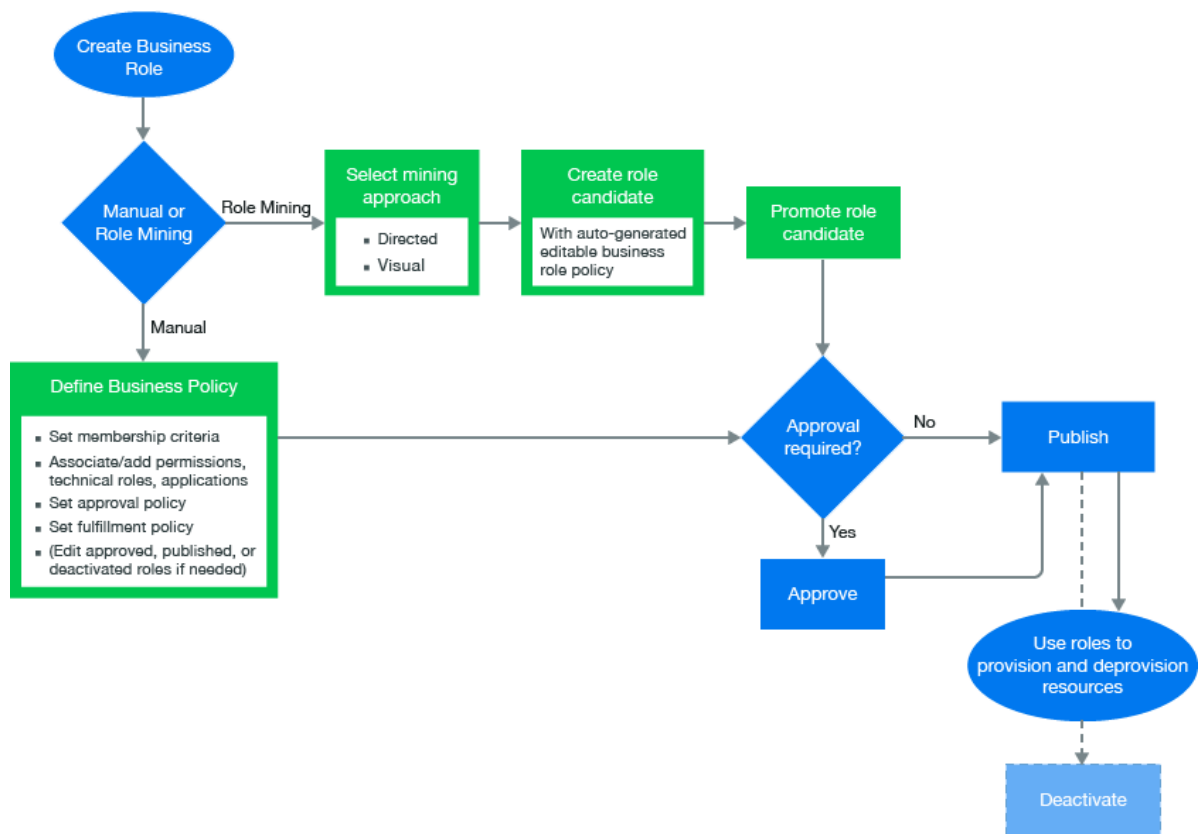 Create Business
Role
Manual or
Role Mining
Role Mining
Select mining
approach
▪ Directed
▪ Visual
Create role
candidate
With auto-generated
editable business
role policy
Promote role
candidate
Manual
Define Business Policy
▪ Set membership criteria
▪ Associate/add permissions,
technical roles, applications
▪ Set approval policy
▪ Set fulfillment policy
▪ (Edit approved, published, or
deactivated roles if needed)
Approval
required?
No
Publish
Yes
Approve
Use roles to
provision and deprovision
resources
Deactivate